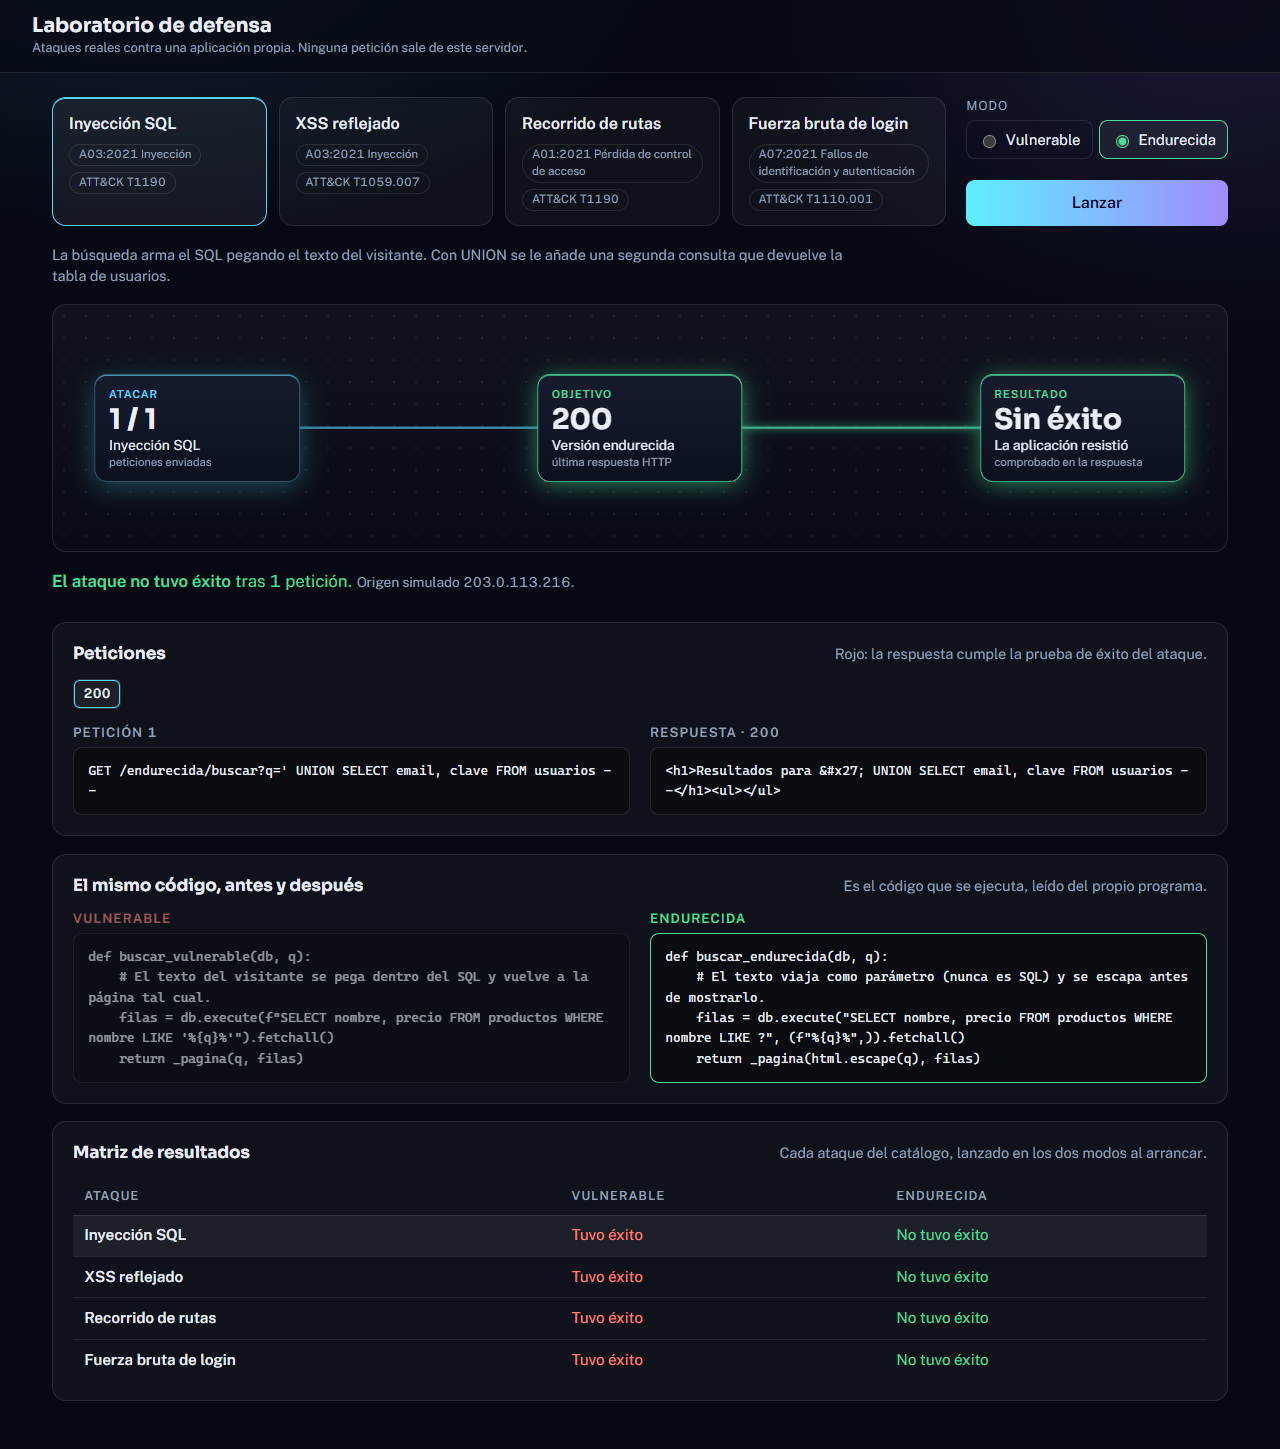 Laboratorio de defensa
Ataques reales contra una aplicación propia. Ninguna petición sale de este servidor.
Inyección SQL
A03:2021 Inyección
ATT&CK T1190
XSS reflejado
A03:2021 Inyección
ATT&CK T1059.007
Recorrido de rutas
A01:2021 Pérdida de control
de acceso
ATT&CK T1190
Fuerza bruta de login
A07:2021 Fallos de
identificación y autenticación
ATT&CK T1110.001
MODO
Vulnerable
Endurecida
Lanzar
La búsqueda arma el SQL pegando el texto del visitante. Con UNION se le añade una segunda consulta que devuelve la
tabla de usuarios.
ATACAR
1 / 1
Inyección SQL
peticiones enviadas
OBJETIVO
200
Versión endurecida
última respuesta HTTP
RESULTADO
Sin éxito
La aplicación resistió
comprobado en la respuesta
El ataque no tuvo éxito tras 1 petición. Origen simulado 203.0.113.216.
Peticiones
Rojo: la respuesta cumple la prueba de éxito del ataque.
200
PETICIÓN 1
GET /endurecida/buscar?q=' UNION SELECT email, clave FROM usuarios -
-
RESPUESTA · 200
<h1>Resultados para &#x27; UNION SELECT email, clave FROM usuarios -
-</h1><ul></ul>
El mismo código, antes y después
Es el código que se ejecuta, leído del propio programa.
VULNERABLE
def buscar_vulnerable(db, q):
    # El texto del visitante se pega dentro del SQL y vuelve a la
página tal cual.
    filas = db.execute(f"SELECT nombre, precio FROM productos WHERE
nombre LIKE '%{q}%'").fetchall()
    return _pagina(q, filas)
ENDURECIDA
def buscar_endurecida(db, q):
    # El texto viaja como parámetro (nunca es SQL) y se escapa antes
de mostrarlo.
    filas = db.execute("SELECT nombre, precio FROM productos WHERE
nombre LIKE ?", (f"%{q}%",)).fetchall()
    return _pagina(html.escape(q), filas)
Matriz de resultados
Cada ataque del catálogo, lanzado en los dos modos al arrancar.
ATAQUE VULNERABLE ENDURECIDA
Inyección SQL Tuvo éxito No tuvo éxito
XSS reflejado Tuvo éxito No tuvo éxito
Recorrido de rutas Tuvo éxito No tuvo éxito
Fuerza bruta de login Tuvo éxito No tuvo éxito